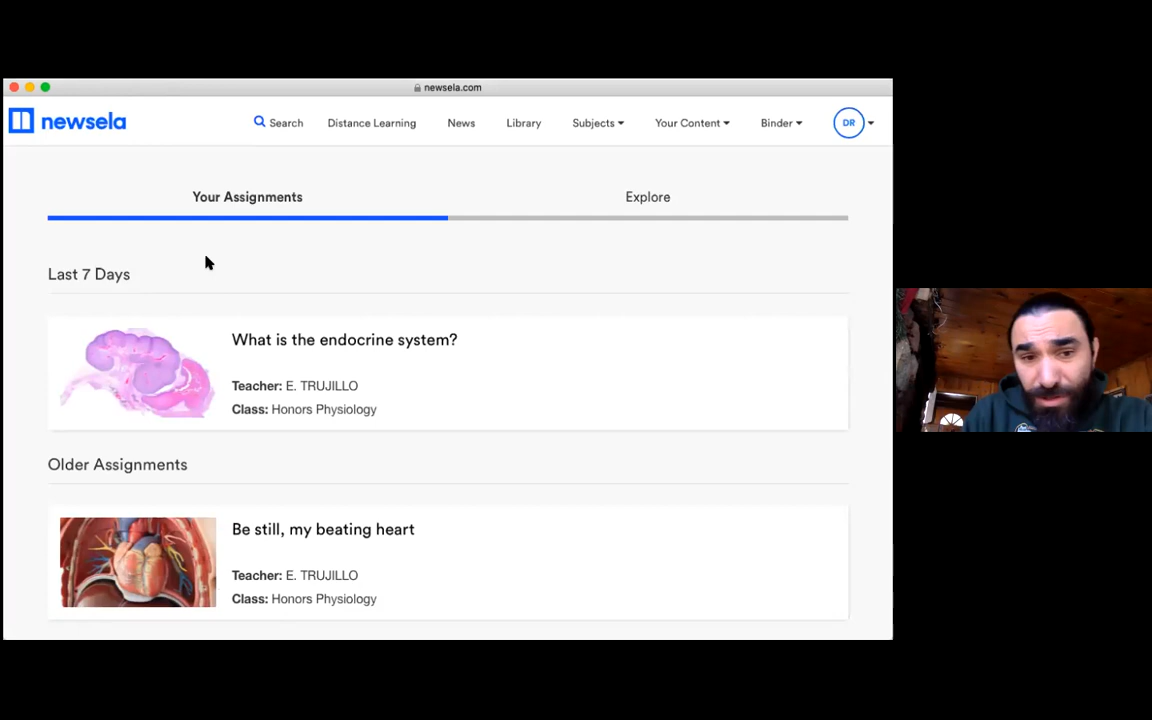 newsela.com
newsela
Search
Distance Learning
News
Library
Subjects
Your Content
Binder
DR
Your Assignments
Explore
Last 7 Days
What is the endocrine system?
Teacher: E. TRUJILLO
Class: Honors Physiology
Older Assignments
Be still, my beating heart
Teacher: E. TRUJILLO
Class: Honors Physiology